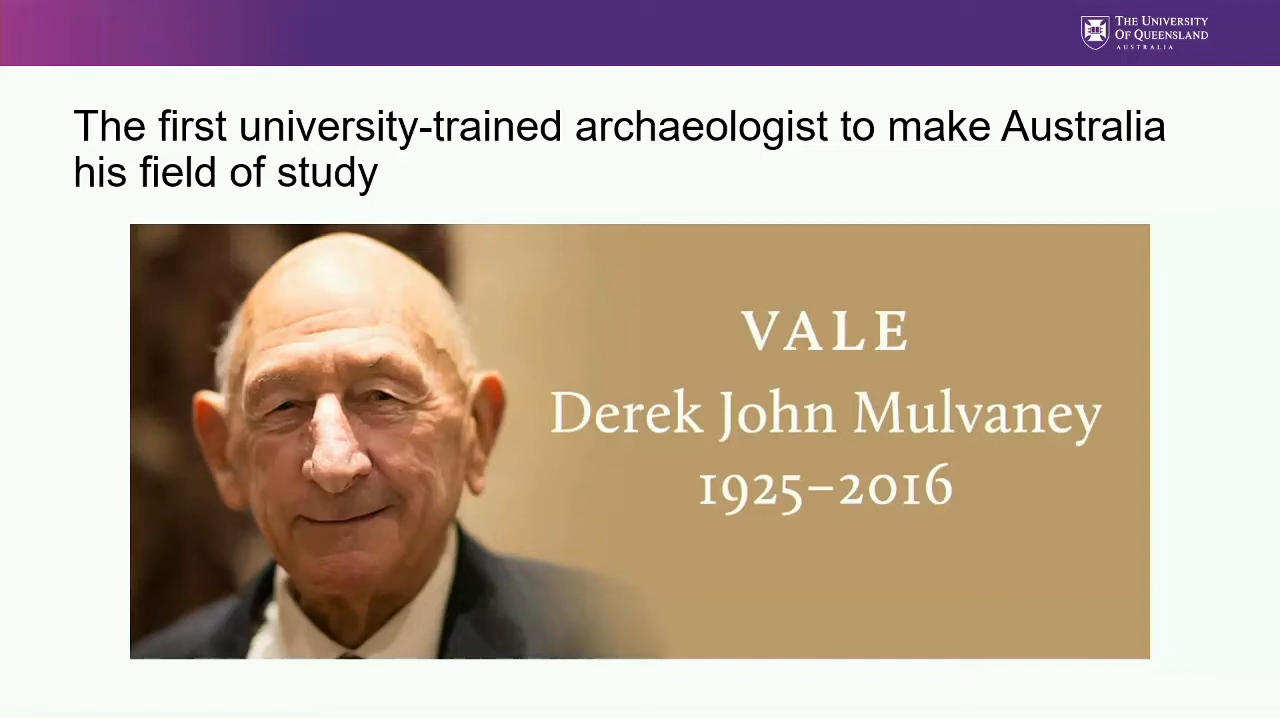 THE UNIVERSITY
OF QUEENSLAND
AUSTRALIA
The first university-trained archaeologist to make Australia
his field of study
VALE
Derek John Mulvaney
1925–2016